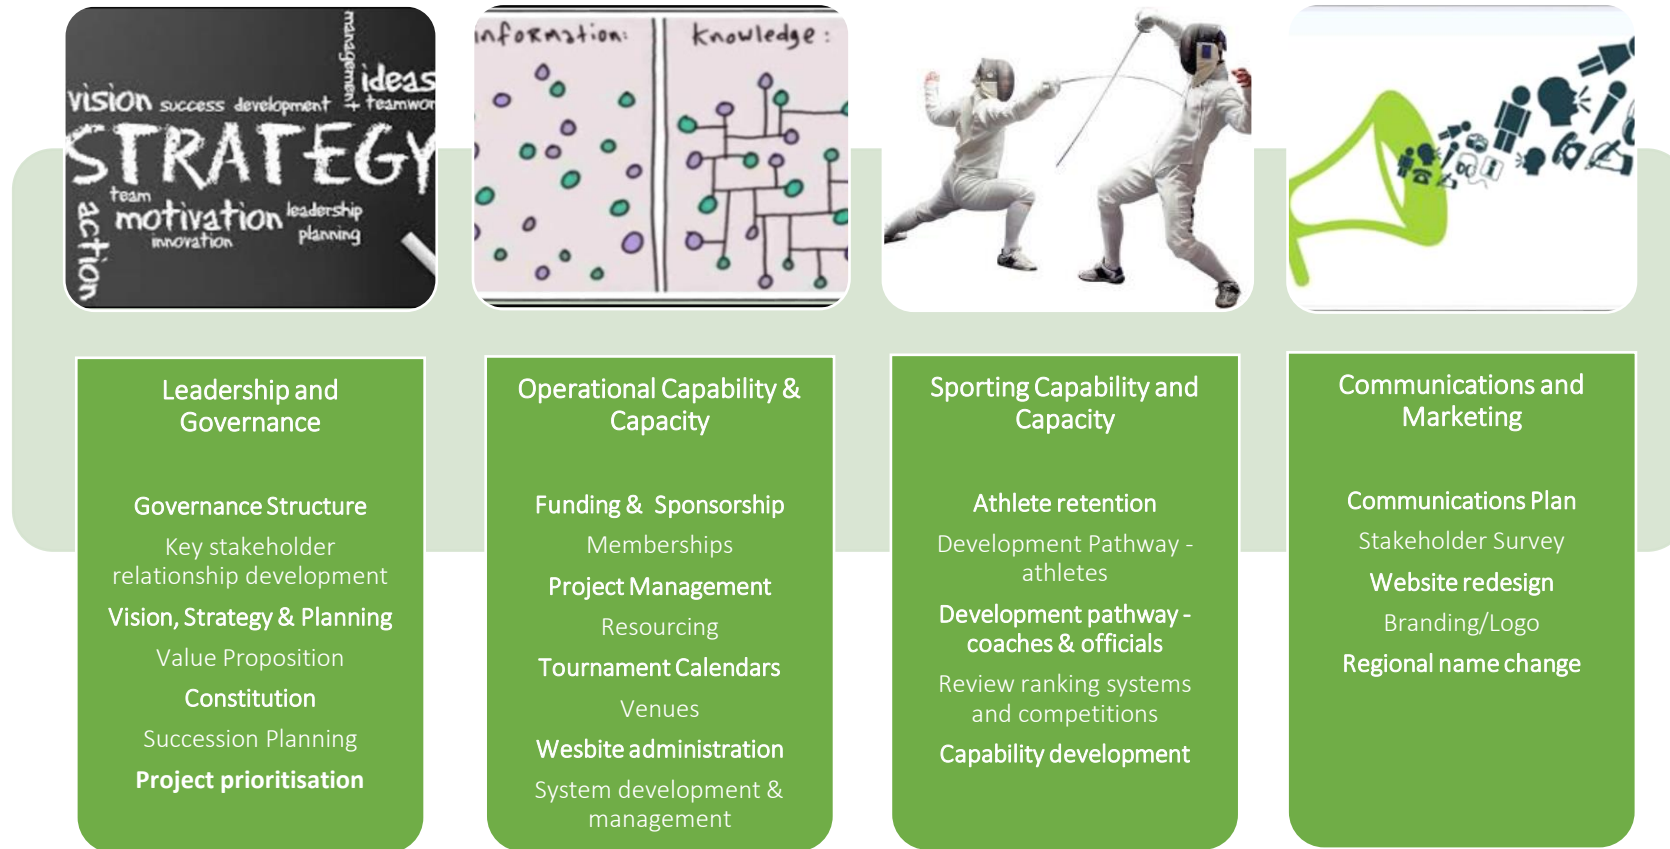 management
ideas
vision success development teamwor
STRATEGY
team
action
motivation leadership
innovation planning
information:
knowledge:
Leadership and
Governance
Governance Structure
Key stakeholder
relationship development
Vision, Strategy & Planning
Value Proposition
Constitution
Succession Planning
Project prioritisation
Operational Capability &
Capacity
Funding & Sponsorship
Memberships
Project Management
Resourcing
Tournament Calendars
Venues
Wesbite administration
System development &
management
Sporting Capability and
Capacity
Athlete retention
Development Pathway -
athletes
Development pathway -
coaches & officials
Review ranking systems
and competitions
Capability development
Communications and
Marketing
Communications Plan
Stakeholder Survey
Website redesign
Branding/Logo
Regional name change